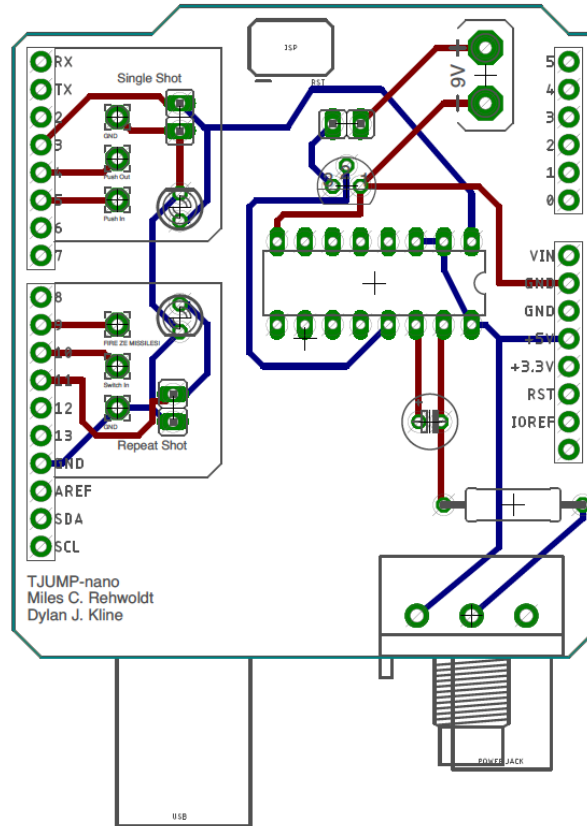 RX
TX
2
3
4
5
6
7
Single Shot
GND
Push Out
Push In
ISP
RST
9V
5
4
3
2
1
0
8
9
10
11
12
13
GND
AREF
SDA
SCL
FIRE ZE MISSILES!
Switch In
GND
Repeat Shot
VIN
GND
GND
+5V
+3.3V
RST
IOREF
TJUMP-nano
Miles C. Rehwoldt
Dylan J. Kline
POWER JACK
USB